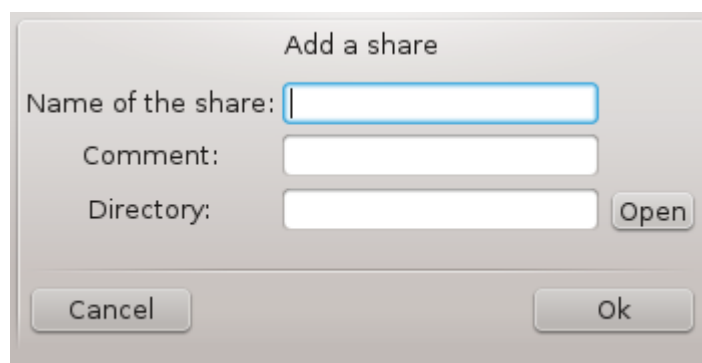 Add a share
Name of the share:
Comment:
Directory:
Open
Cancel
Ok